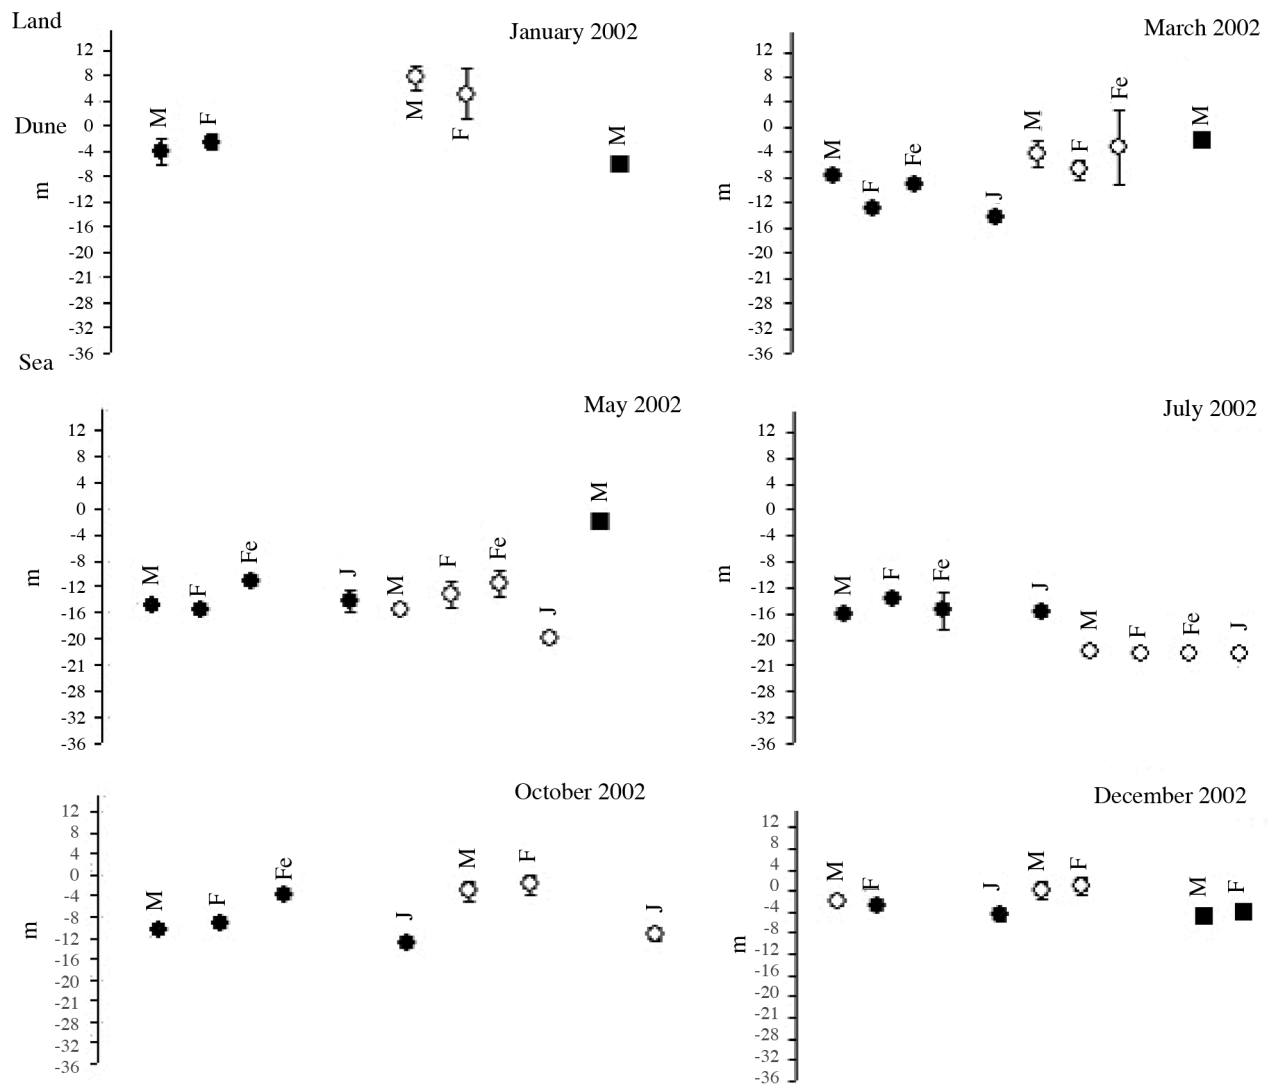 Land
January 2002
12
8
4
Dune 0
-4
-8
-12
-16
-20
-21
-28
-32
-36
m
Sea
M
F
M
F
M
March 2002
12
8
4
0
-4
-8
-12
-16
-20
-21
-28
-32
-36
m
M
F
Fe
J
M
F
Fe
M
May 2002
12
8
4
0
-4
-8
-12
-16
-20
-21
-28
-32
-36
m
M
F
Fe
J
M
F
Fe
J
M
July 2002
12
8
4
0
-4
-8
-12
-16
-20
-21
-28
-32
-36
m
M
F
Fe
J
M
F
Fe
J
October 2002
12
8
4
0
-4
-8
-12
-16
-20
-21
-28
-32
-36
m
M
F
Fe
J
M
F
J
December 2002
12
8
4
0
-4
-8
-12
-16
-20
-21
-28
-32
-36
m
M
F
J
M
F
M
F